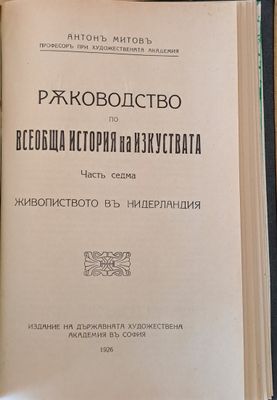 АНТОНЪ МИТОВЪ
ПРОФЕСОРЪ ПРИ ХУДОЖЕСТВЕНАТА АКАДЕМИЯ
РѪКОВОДСТВО
ПО
ВСЕОБЩА ИСТОРИЯ на ИЗКУСТВАТА
Часть седма
ЖИВОПИСТВОТО ВЪ НИДЕРЛАНДИЯ
ИЗДАНИЕ НА ДЪРЖАВНАТА ХУДОЖЕСТВЕНА
АКАДЕМИЯ ВЪ СОФИЯ
1926